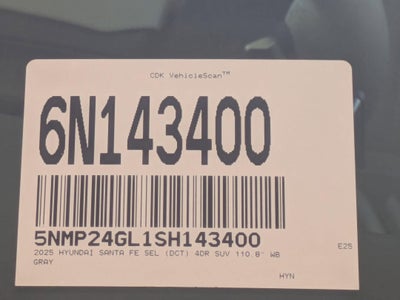 CDK VehicleScan™
6N143400
5NMP24GL1SH143400
2025 HYUNDAI SANTA FE SEL (DCT) 4DR SUV 110.8" WB
E25
GRAY
HYN